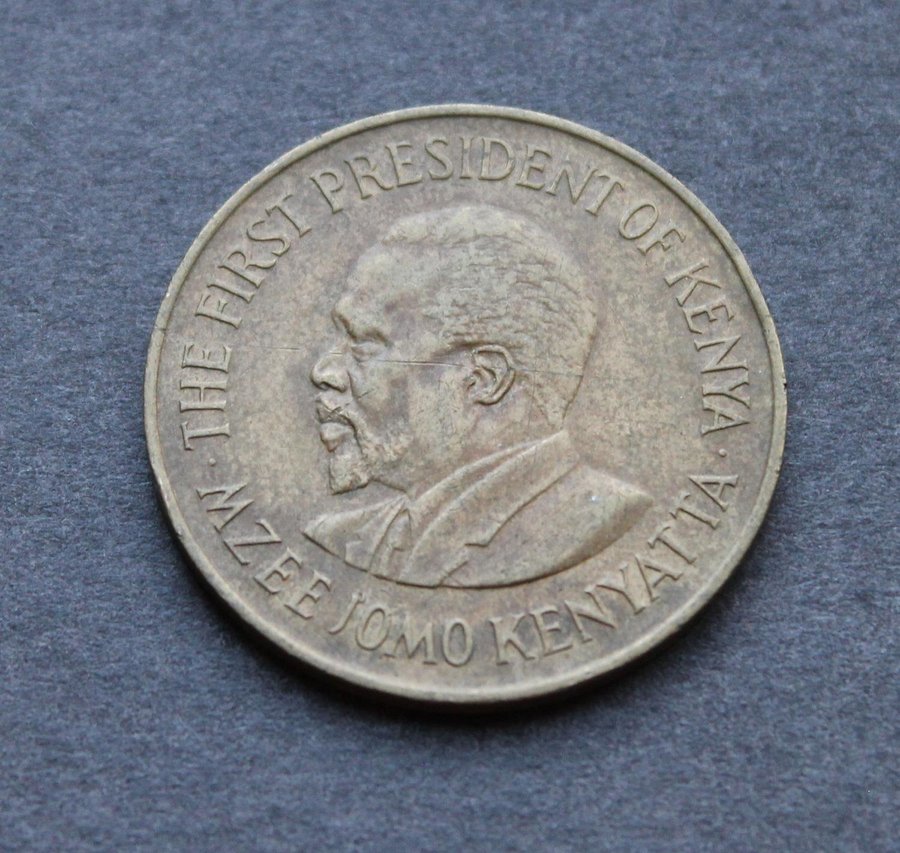 THE FIRST PRESIDENT OF KENYA
MZEE JOMO KENYATTA